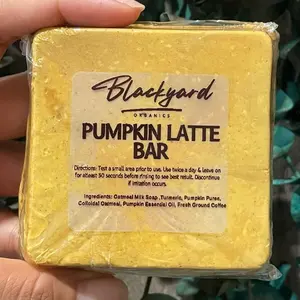 Blackyard
ORGANICS
PUMPKIN LATTE
BAR
Directions: Test a small area prior to use. Use twice a day & leave on
for atleast 90 seconds before rinsing to see best result. Discontinue
if irritation occurs.
Ingredients: Oatmeal Milk Soap ,Turmeric, Pumpkin Puree,
Colloidal Oatmeal, Pumpkin Essential Oil, Fresh Ground Coffee